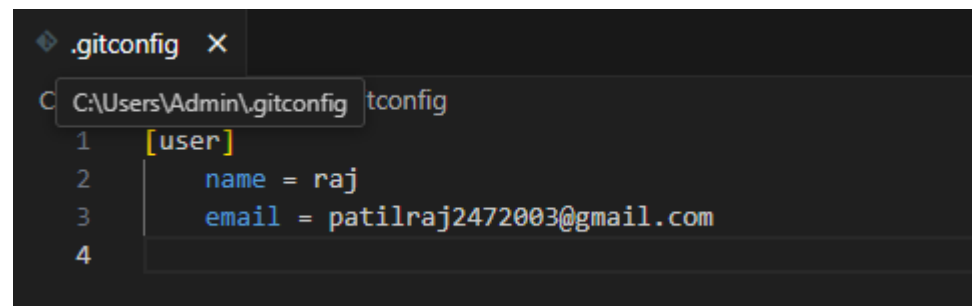 .gitconfig
C
C:\Users\Admin\.gitconfig
tconfig
1 [user]
2 name = raj
3 email = patilraj2472003@gmail.com
4